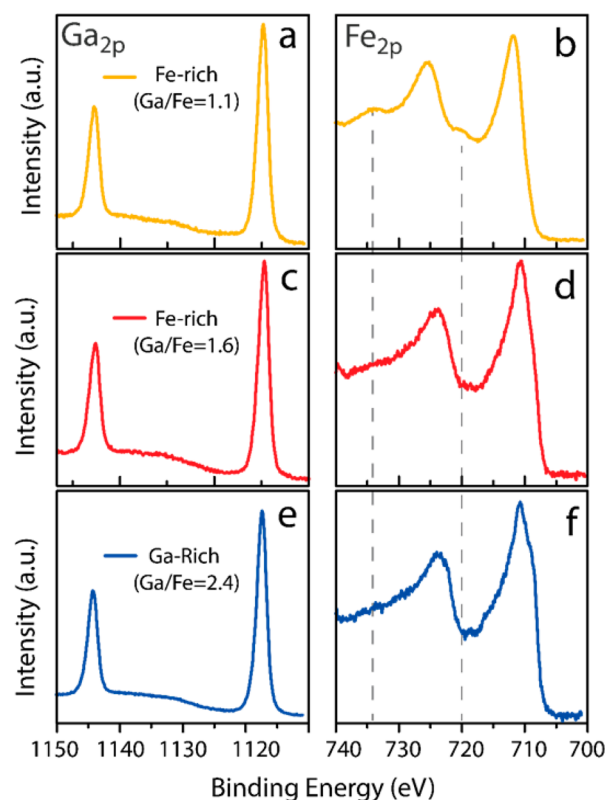 Ga2p
a
Fe-rich
(Ga/Fe=1.1)
Fe2p
b
Intensity (a.u.)
c
Fe-rich
(Ga/Fe=1.6)
d
Intensity (a.u.)
e
Ga-Rich
(Ga/Fe=2.4)
f
Intensity (a.u.)
1150 1140 1130 1120
740 730 720 710 700
Binding Energy (eV)